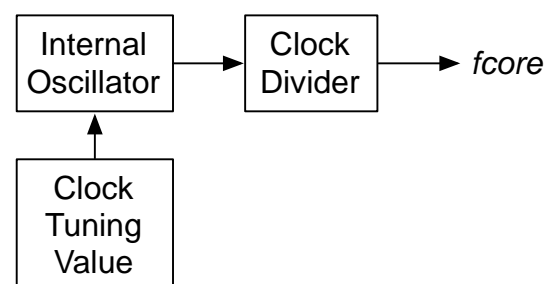 Internal
Oscillator
Clock
Divider
fcore
Clock
Tuning
Value